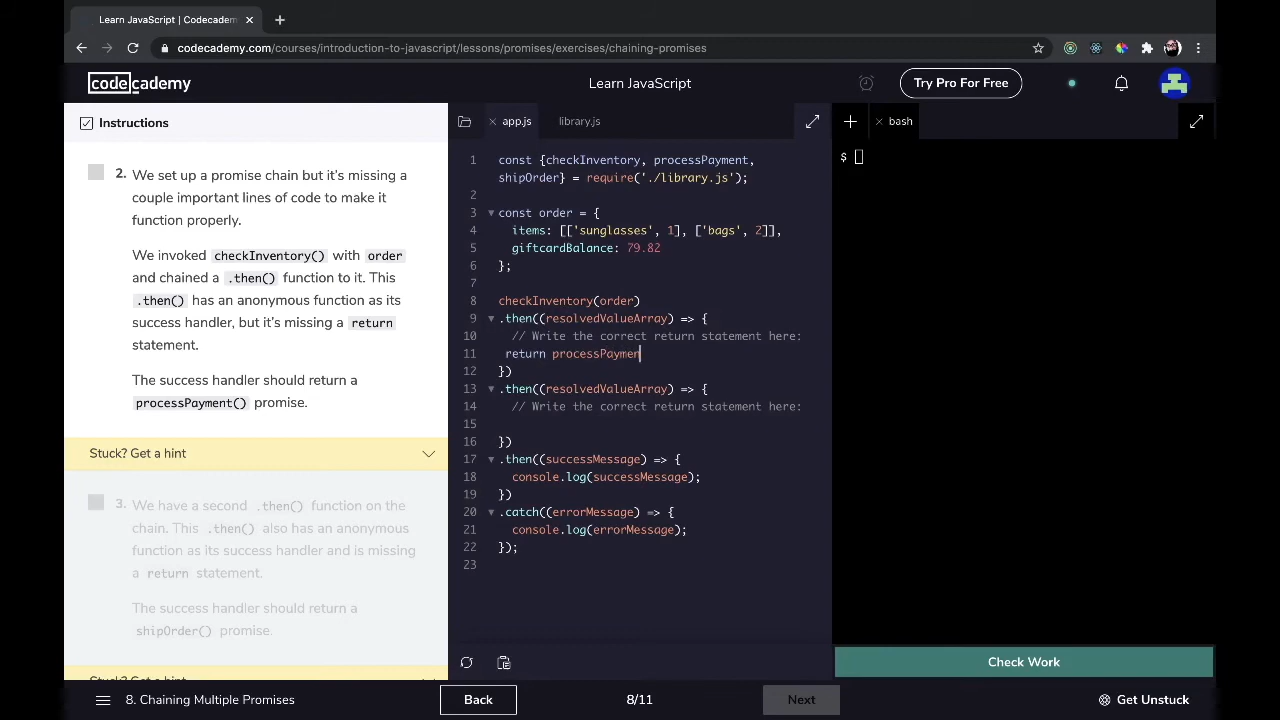 Learn JavaScript | Codecadem
codecademy.com/courses/introduction-to-javascript/lessons/promises/exercises/chaining-promises
codecademy
Learn JavaScript
Try Pro For Free
Instructions
2. We set up a promise chain but it's missing a
couple important lines of code to make it
function properly.
We invoked checkInventory() with order
and chained a .then() function to it. This
.then() has an anonymous function as its
success handler, but it's missing a return
statement.
The success handler should return a
processPayment() promise.
Stuck? Get a hint
3. We have a second .then() function on the
chain. This .then() also has an anonymous
function as its success handler and is missing
a return statement.
The success handler should return a
shipOrder() promise.
Stuck? Get a hint
app.js library.js
1 const {checkInventory, processPayment,
shipOrder} = require('./library.js');
2
3 const order = {
4 items: [['sunglasses', 1], ['bags', 2]],
5 giftcardBalance: 79.82
6 };
7
8 checkInventory(order)
9 .then((resolvedValueArray) => {
10 // Write the correct return statement here:
11 return processPaymen
12 })
13 .then((resolvedValueArray) => {
14 // Write the correct return statement here:
15
16 })
17 .then((successMessage) => {
18 console.log(successMessage);
19 })
20 .catch((errorMessage) => {
21 console.log(errorMessage);
22 });
23
bash
$
Check Work
8. Chaining Multiple Promises
Back
8/11
Next
Get Unstuck